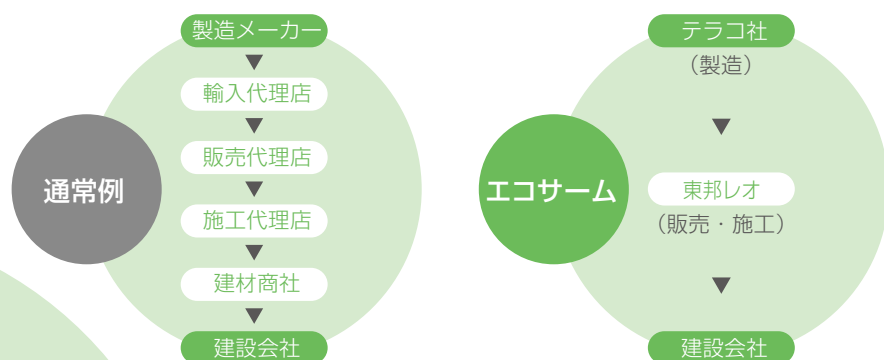 通常例
製造メーカー
▼
輸入代理店
▼
販売代理店
▼
施工代理店
▼
建材商社
▼
建設会社
エコサーム
テラコ社
（製造）
▼
東邦レオ
（販売・施工）
▼
建設会社